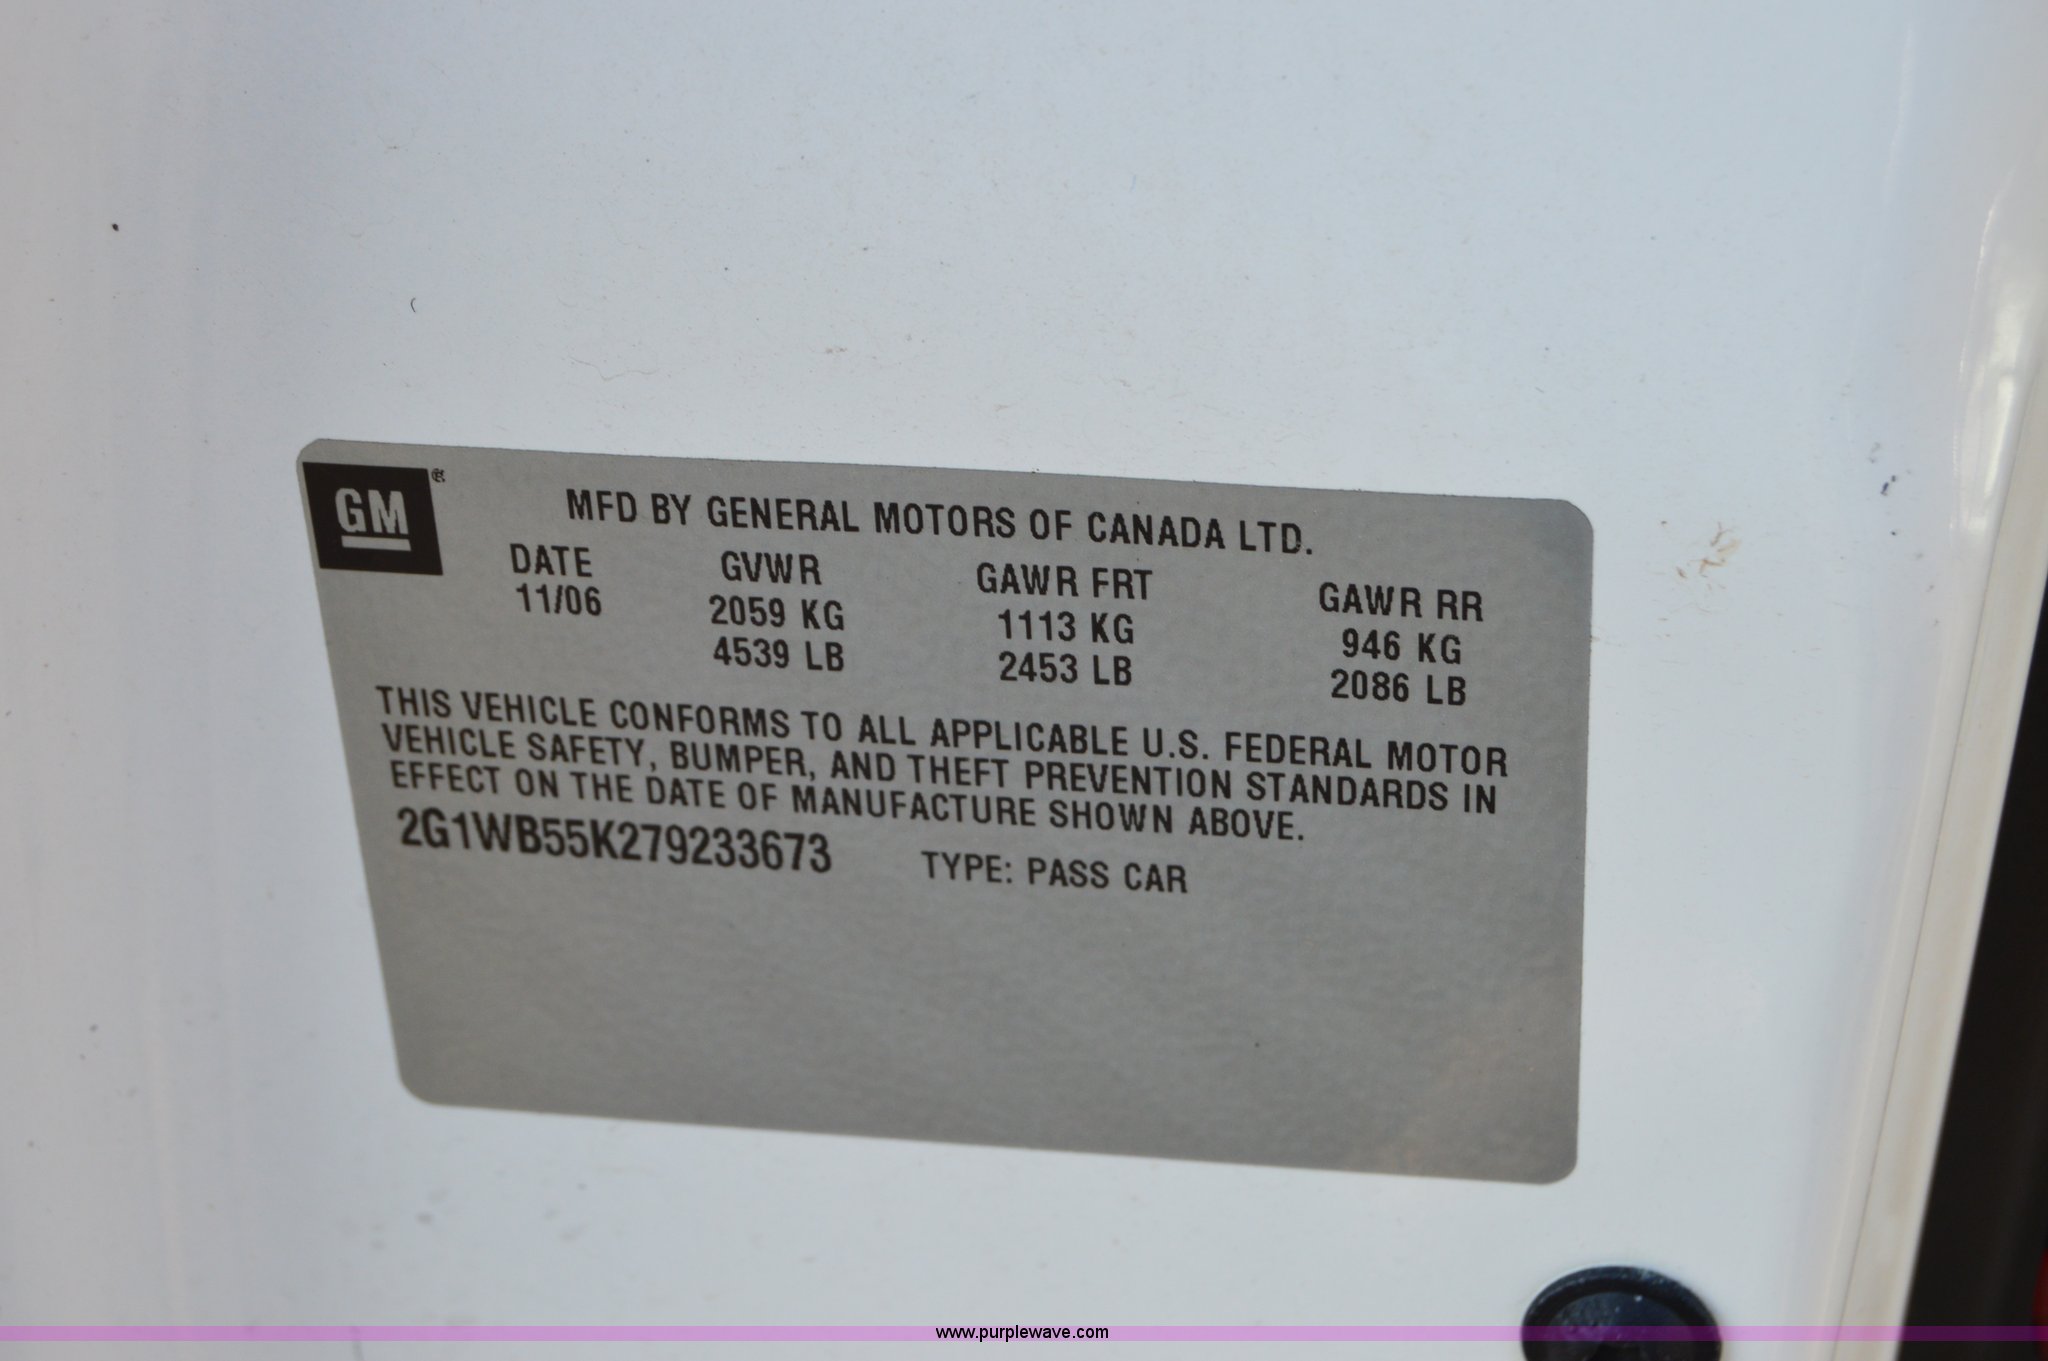 GM ®
MFD BY GENERAL MOTORS OF CANADA LTD.
DATE GVWR GAWR FRT GAWR RR
11/06 2059 KG 1113 KG 946 KG
4539 LB 2453 LB 2086 LB
THIS VEHICLE CONFORMS TO ALL APPLICABLE U.S. FEDERAL MOTOR
VEHICLE SAFETY, BUMPER, AND THEFT PREVENTION STANDARDS IN
EFFECT ON THE DATE OF MANUFACTURE SHOWN ABOVE.
2G1WB55K279233673 TYPE: PASS CAR
www.purplewave.com